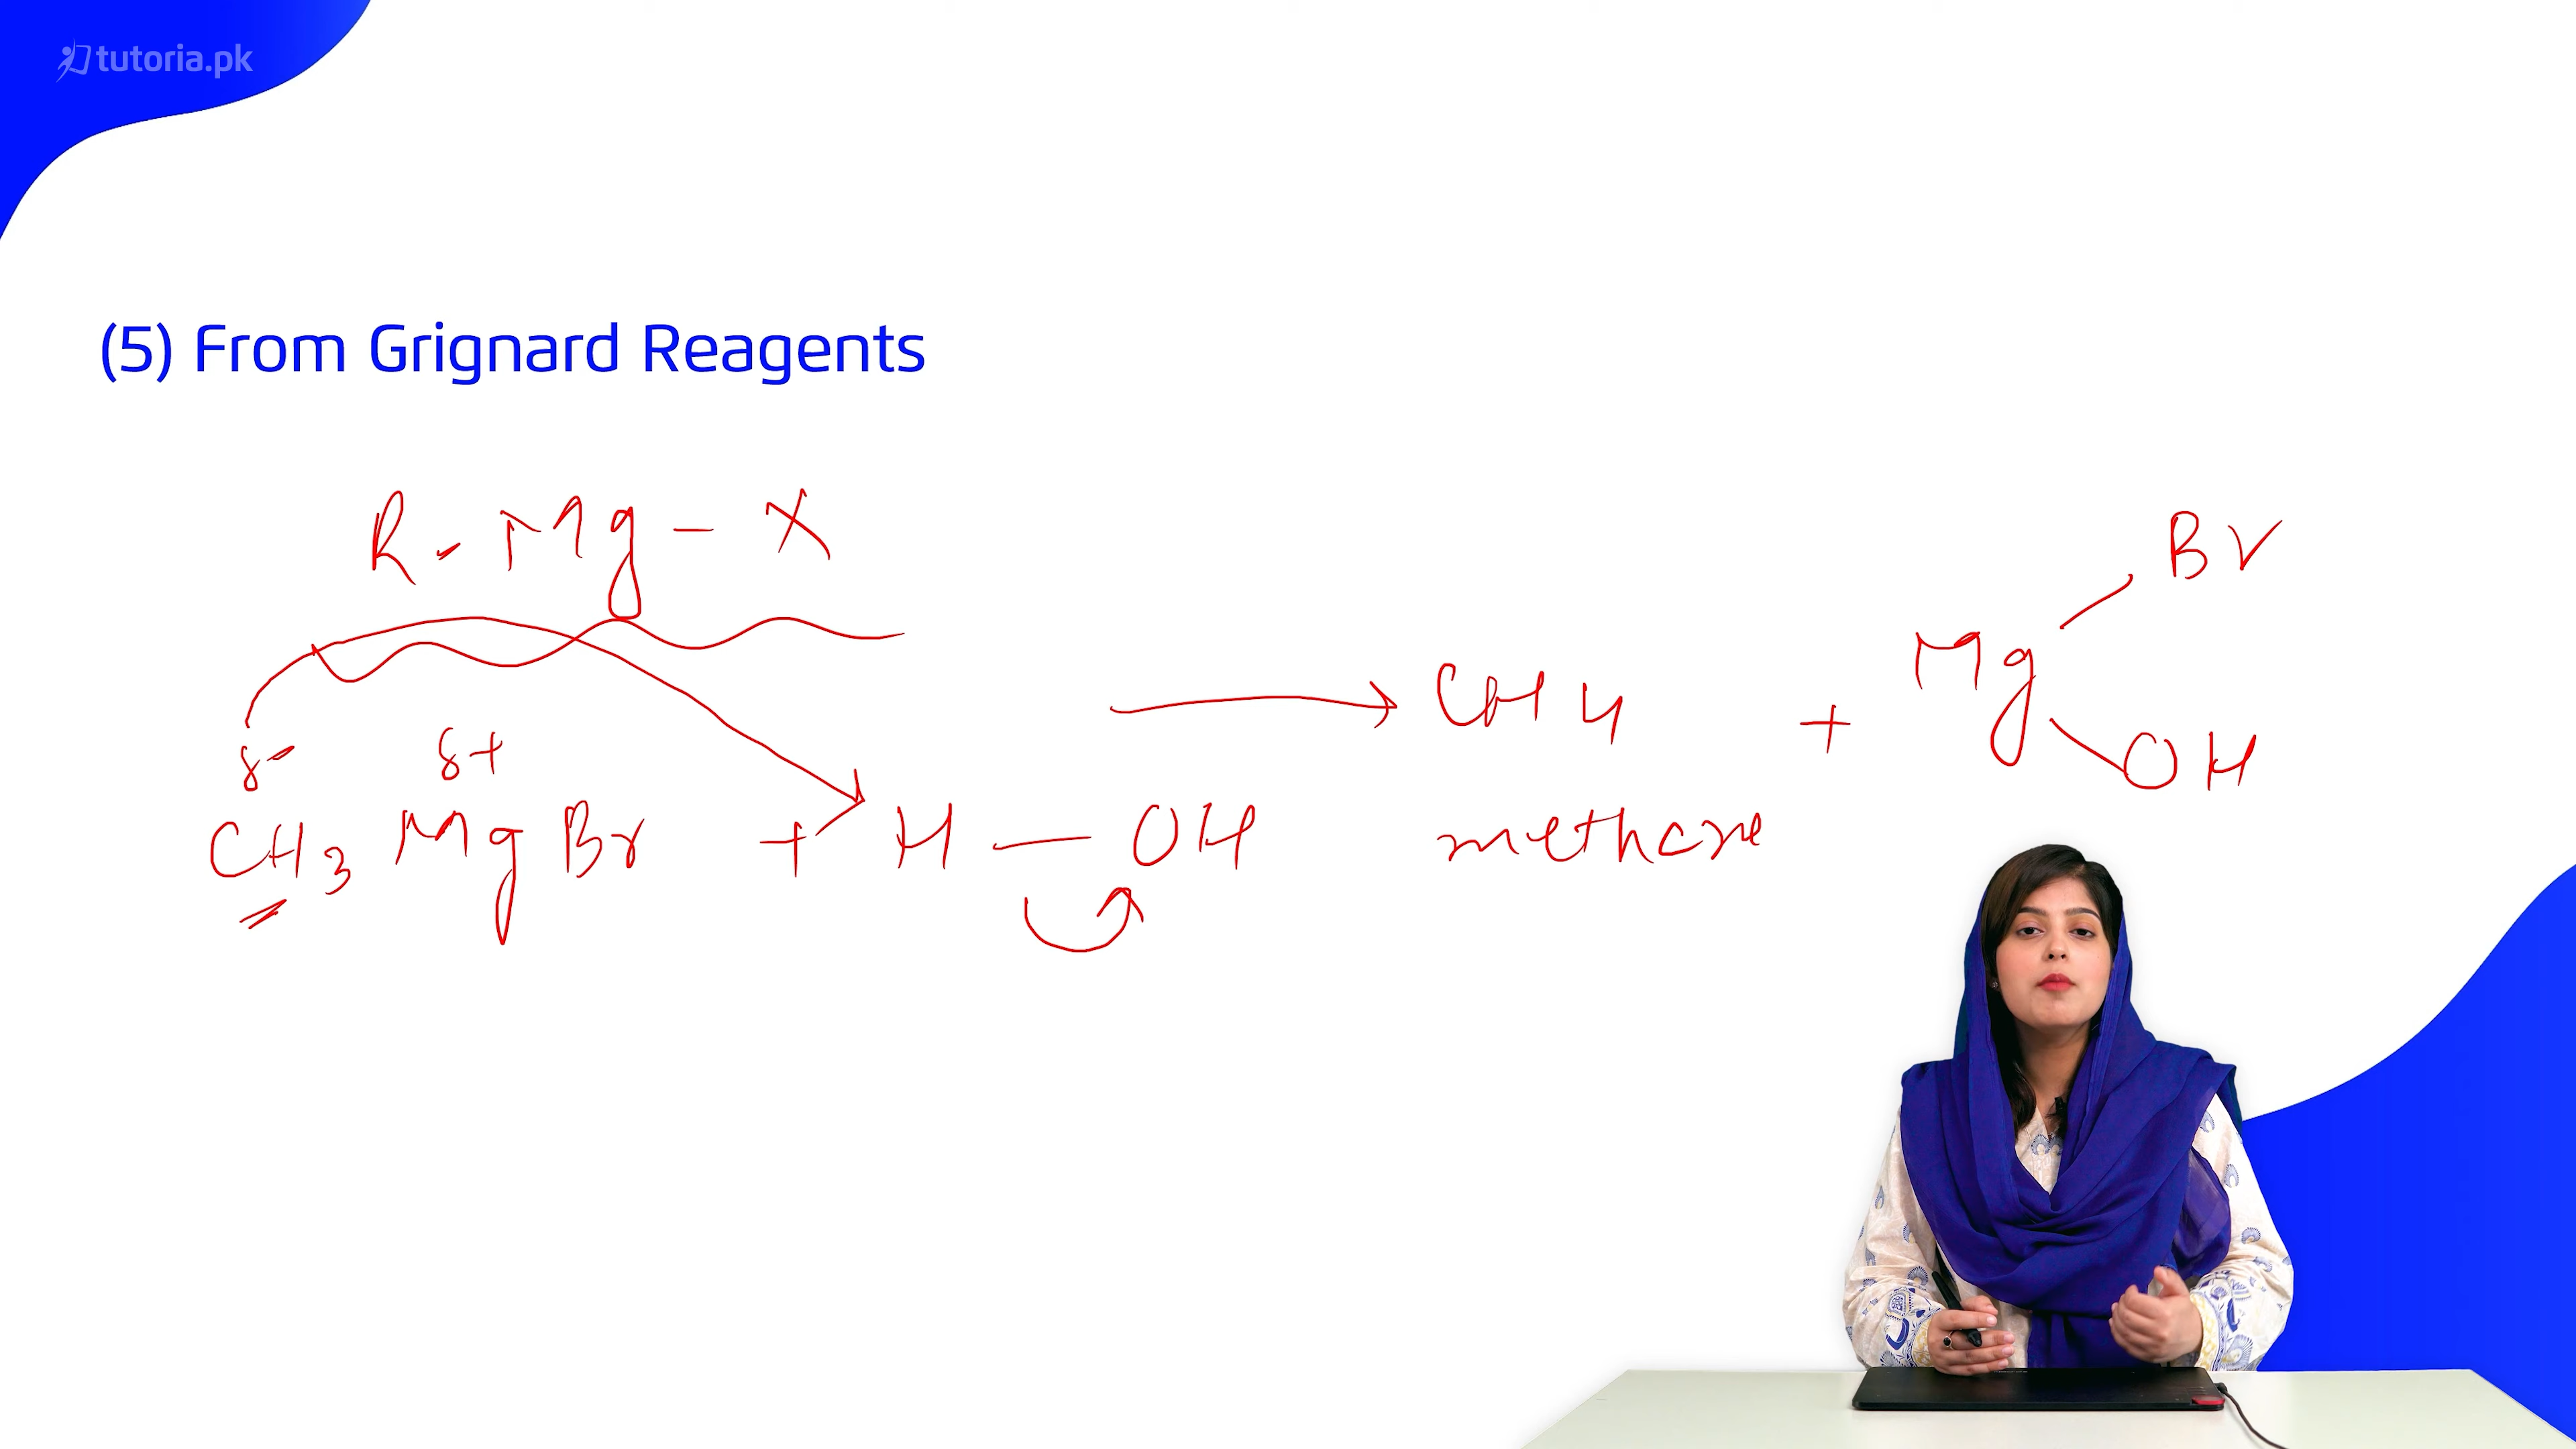 tutoria.pk
(5) From Grignard Reagents
R - Mg - X
δ- δ+
CH3 Mg Br + H — OH → CH4 + Mg Br OH
methane